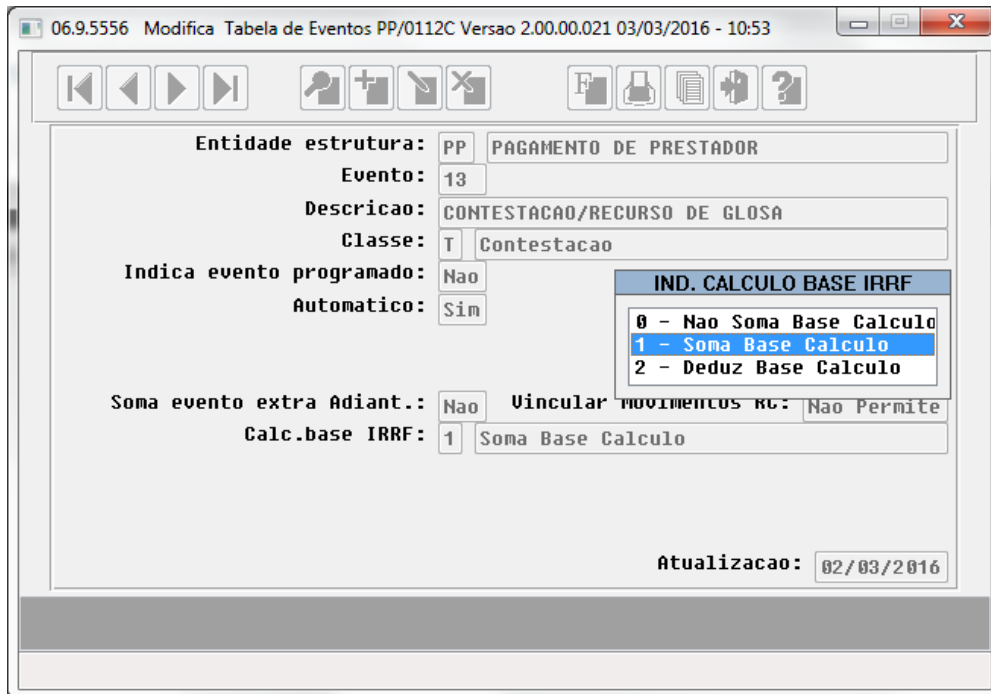 06.9.5556 Modifica Tabela de Eventos PP/0112C Versao 2.00.00.021 03/03/2016 - 10:53
F
Entidade estrutura: PP PAGAMENTO DE PRESTADOR
Evento: 13
Descricao: CONTESTACAO/RECURSO DE GLOSA
Classe: T Contestacao
Indica evento programado: Nao
Automatico: Sim
IND. CALCULO BASE IRRF
0 - Nao Soma Base Calculo
1 - Soma Base Calculo
2 - Deduz Base Calculo
Soma evento extra Adiant.: Nao Vincular Movimentos RC: Nao Permite
Calc.base IRRF: 1 Soma Base Calculo
Atualizacao: 02/03/2016